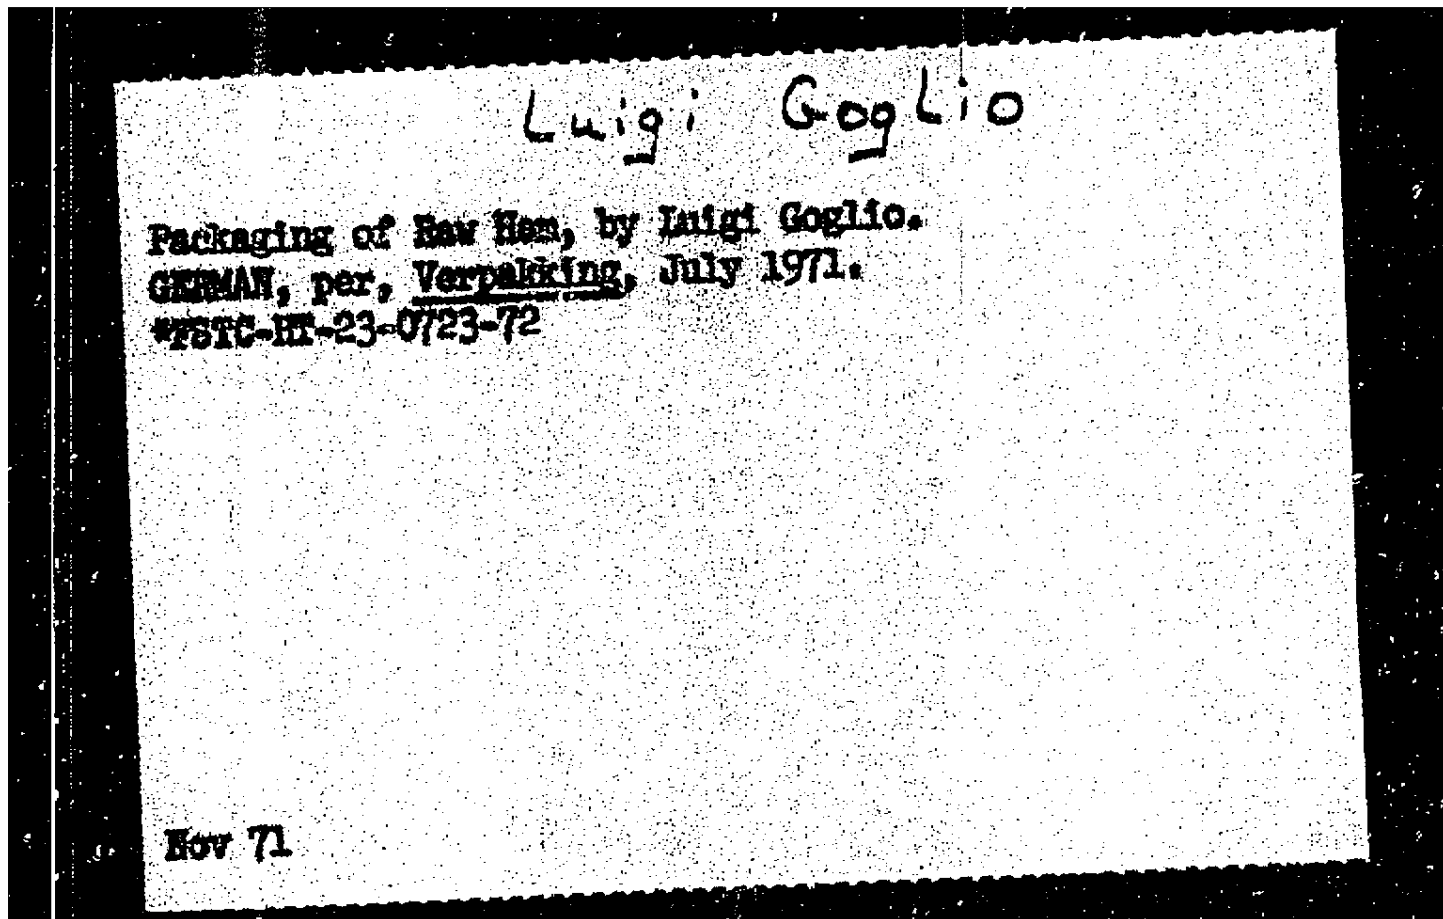 Luigi Goglio
Packaging of Raw Ham, by Luigi Goglio.
GERMAN, per, Verpakking, July 1971.
*FSTC-HT-23-0723-72
Nov 71